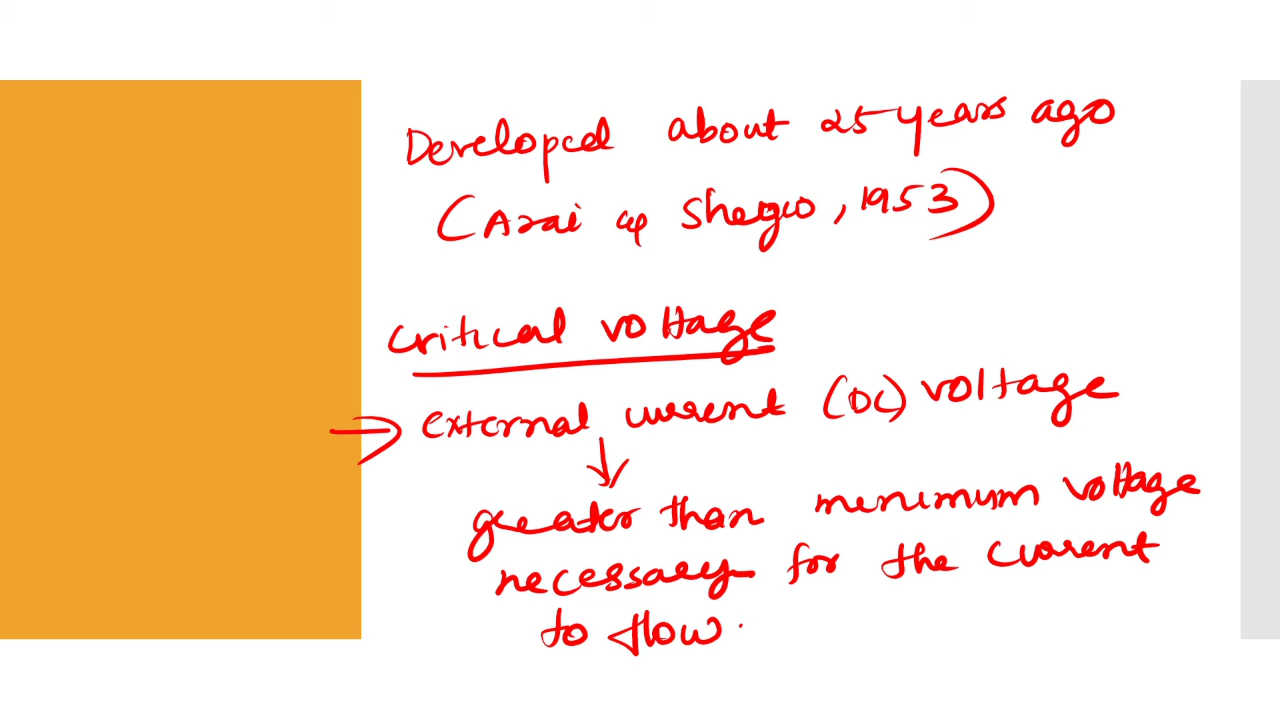 Developed about 25 years ago
(Arai & Shegw, 1953)
critical voltage
→ external current (DC) voltage
↓
greater than minimum voltage
necessary for the current
to flow.